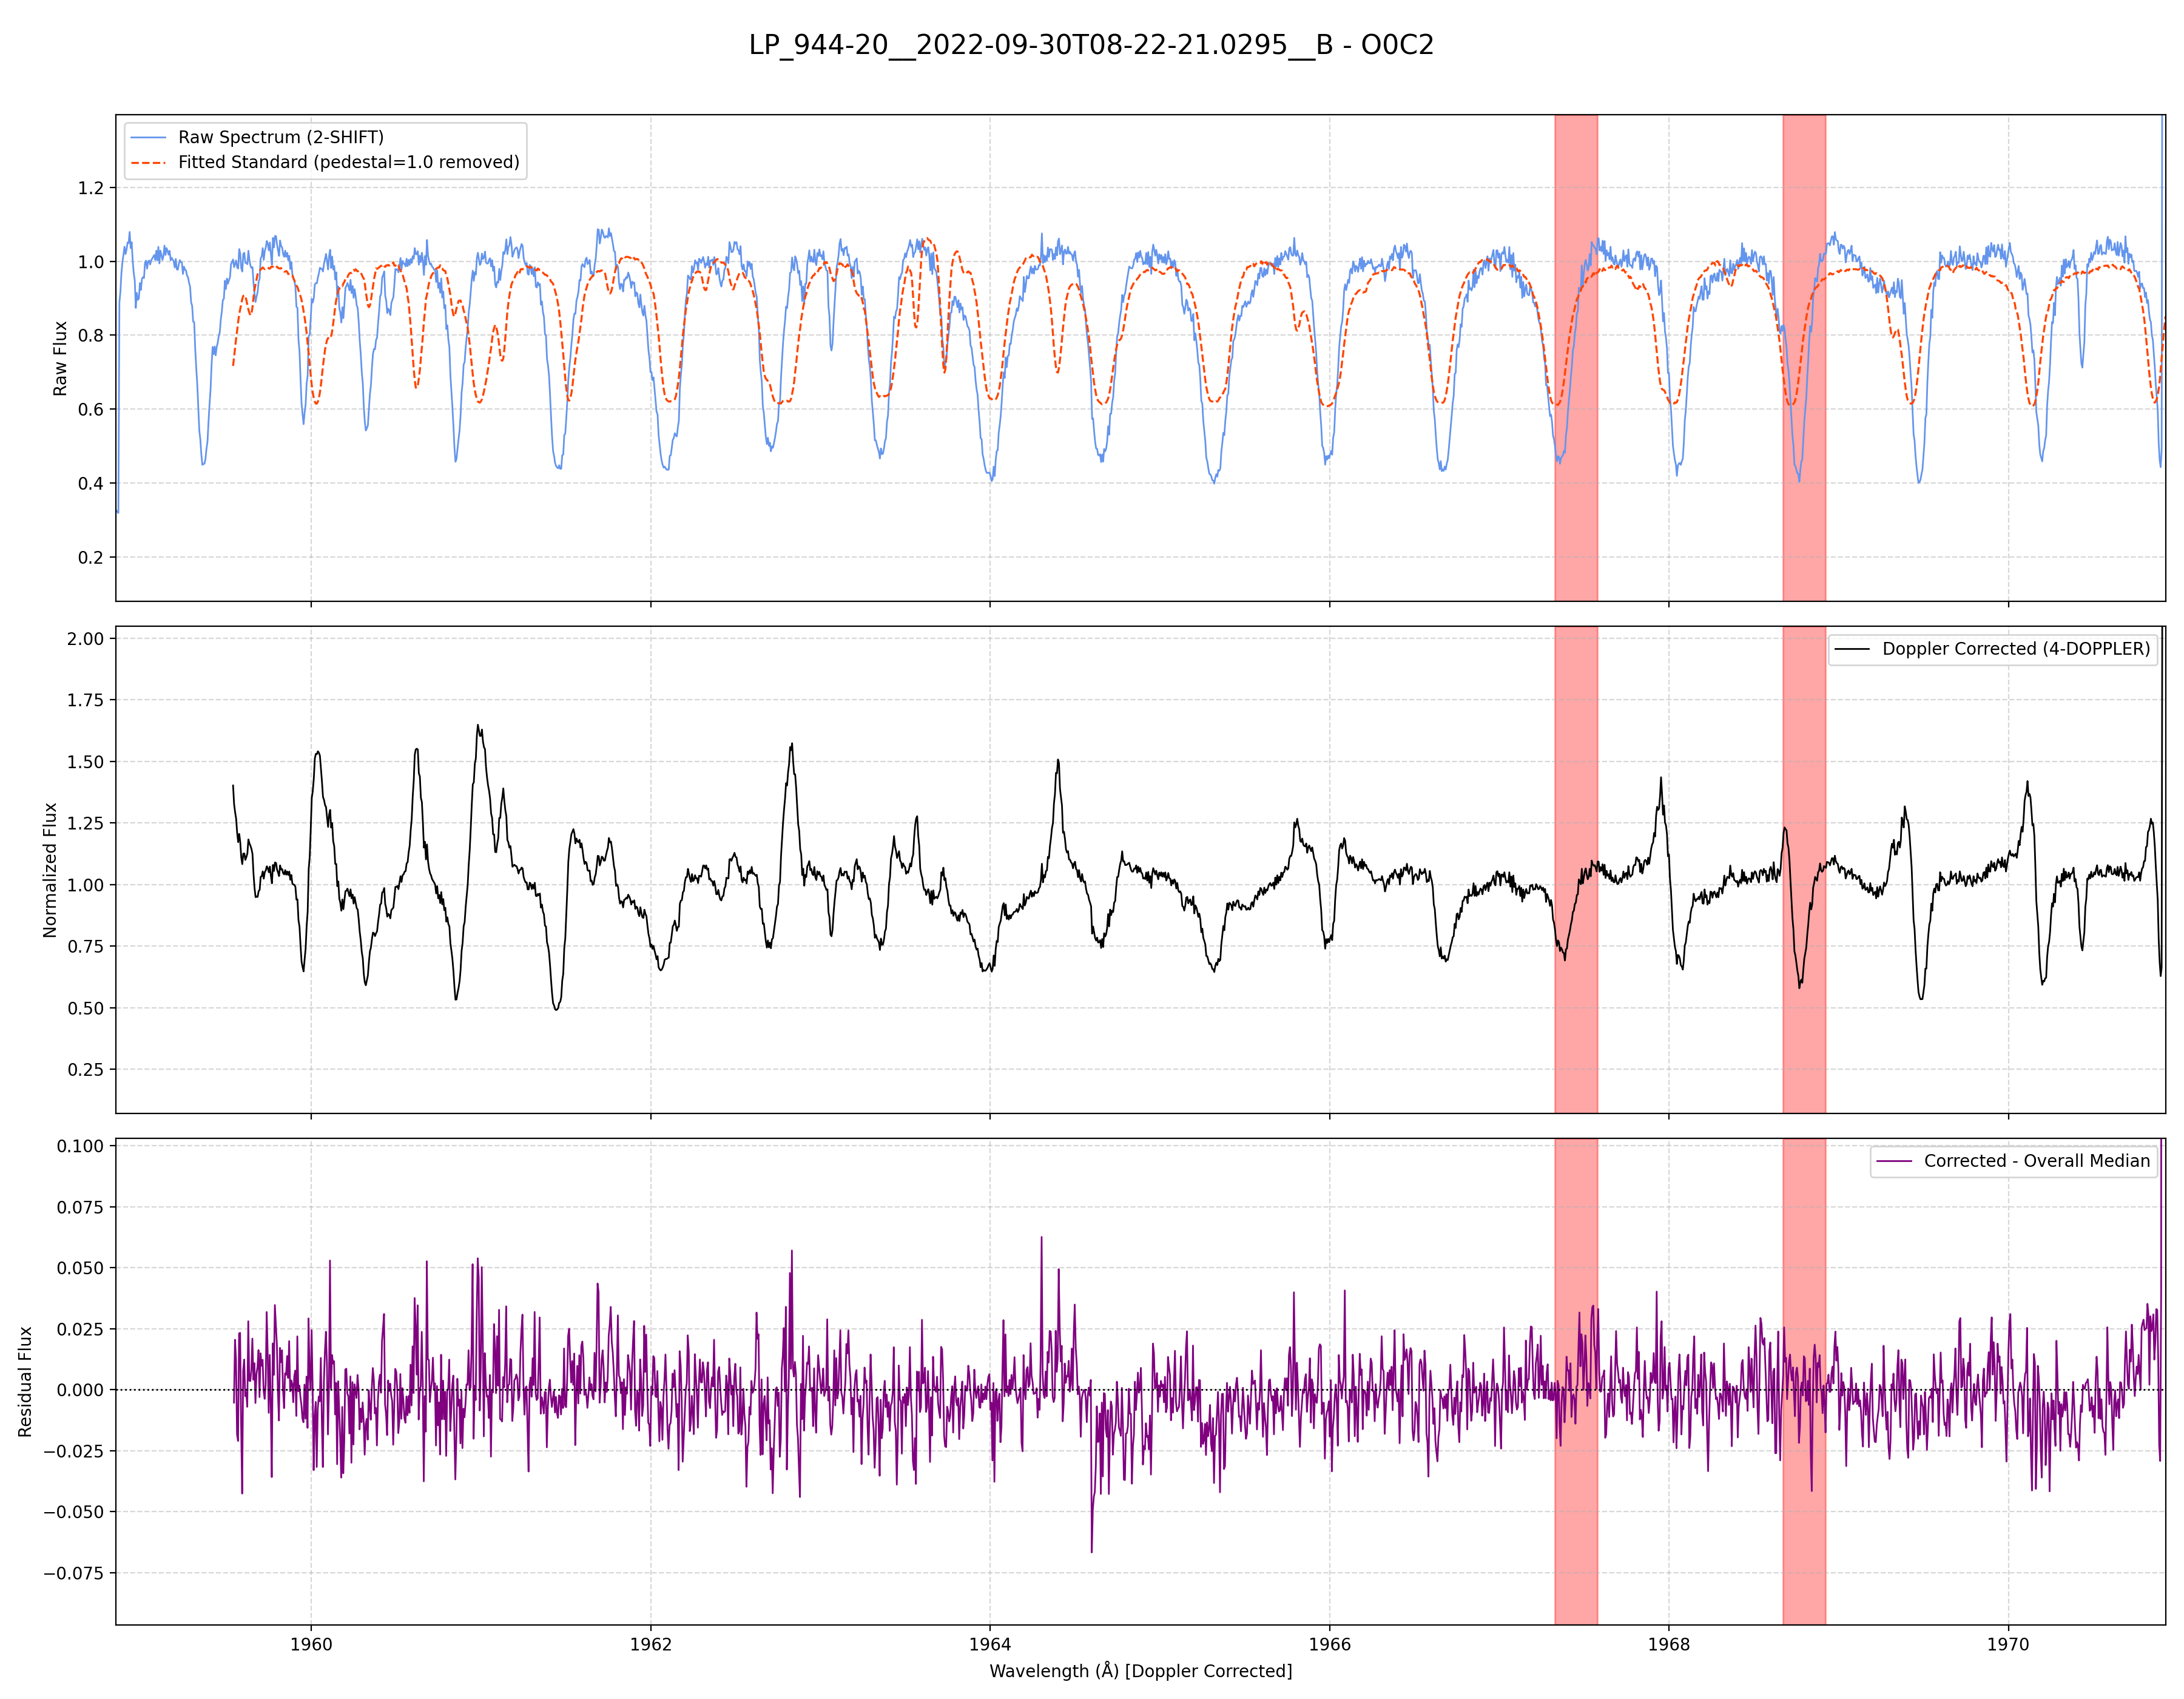 LP_944-20__2022-09-30T08-22-21.0295__B - O0C2
Raw Spectrum (2-SHIFT)
Fitted Standard (pedestal=1.0 removed)
1.2
1.0
0.8
0.6
0.4
0.2
Raw Flux
Doppler Corrected (4-DOPPLER)
2.00
1.75
1.50
1.25
1.00
0.75
0.50
0.25
Normalized Flux
Corrected - Overall Median
0.100
0.075
0.050
0.025
0.000
−0.025
−0.050
−0.075
Residual Flux
1960 1962 1964 1966 1968 1970
Wavelength (Å) [Doppler Corrected]